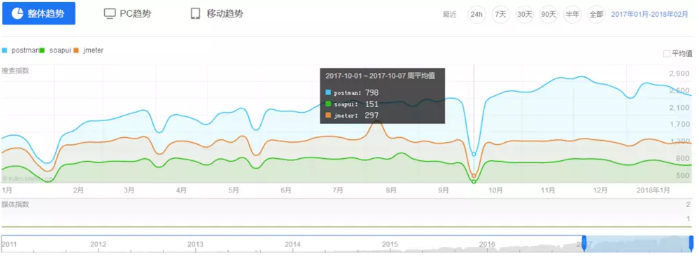 整体趋势 PC趋势 移动趋势 最近 24h 7天 30天 90天 半年 全部 2017年01月-2018年02月
postman soapui jmeter
平均值
搜索指数
2017-10-01 ~ 2017-10-07 周平均值
postman: 798
soapui: 151
jmeter: 297
2,900
2,500
2,100
1,700
1,300
800
500
1月 2月 3月 4月 5月 6月 7月 8月 9月 10月 11月 12月 2018年1月
媒体指数
2
1
2011 2012 2013 2014 2015 2016 2017